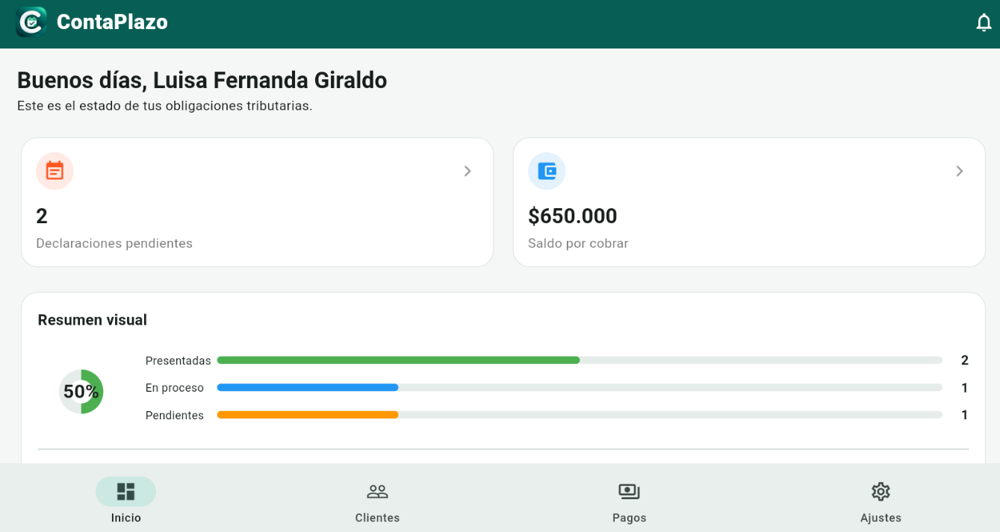 ContaPlazo
Buenos días, Luisa Fernanda Giraldo
Este es el estado de tus obligaciones tributarias.
2
Declaraciones pendientes
$650.000
Saldo por cobrar
Resumen visual
50%
Presentadas 2
En proceso 1
Pendientes 1
Inicio
Clientes
Pagos
Ajustes